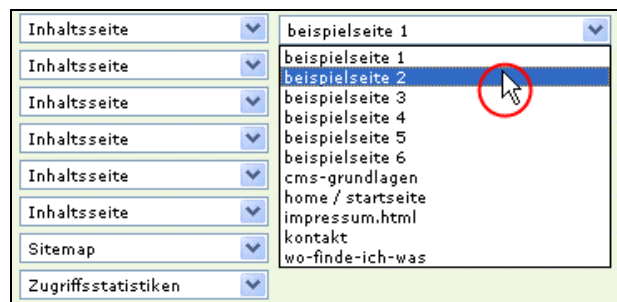 Inhaltsseite
Inhaltsseite
Inhaltsseite
Inhaltsseite
Inhaltsseite
Inhaltsseite
Sitemap
Zugriffsstatistiken
beispielseite 1
beispielseite 1
beispielseite 2
beispielseite 3
beispielseite 4
beispielseite 5
beispielseite 6
cms-grundlagen
home / startseite
impressum.html
kontakt
wo-finde-ich-was